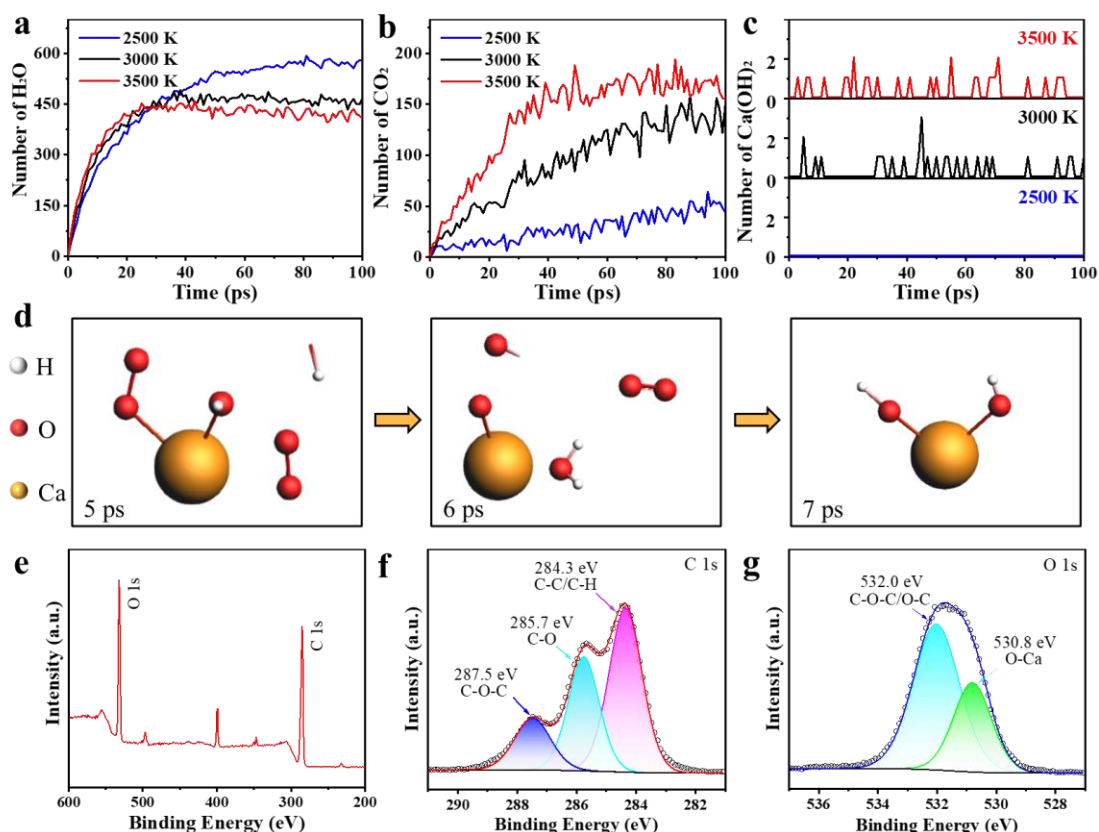 a
2500 K
3000 K
3500 K
Number of H₂O
600
450
300
150
0
0 20 40 60 80 100
Time (ps)
b
2500 K
3000 K
3500 K
Number of CO₂
200
150
100
50
0
0 20 40 60 80 100
Time (ps)
c
3500 K
3000 K
2500 K
Number of Ca(OH)₂
2
0
2
0
2
0
0 20 40 60 80 100
Time (ps)
d
H
O
Ca
5 ps
6 ps
7 ps
e
O 1s
C 1s
Intensity (a.u.)
600 500 400 300 200
Binding Energy (eV)
f
C 1s
284.3 eV
C-C/C-H
285.7 eV
C-O
287.5 eV
C-O-C
Intensity (a.u.)
290 288 286 284 282
Binding Energy (eV)
g
O 1s
532.0 eV
C-O-C/O-C
530.8 eV
O-Ca
Intensity (a.u.)
536 534 532 530 528
Binding Energy (eV)